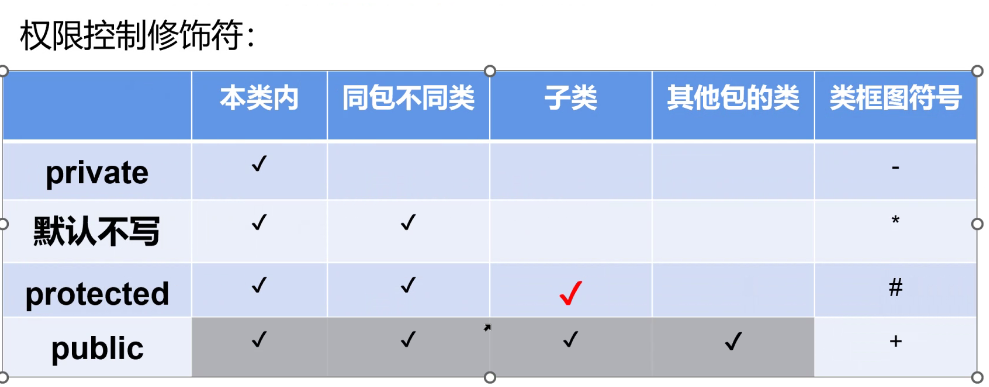 权限控制修饰符：
本类内 同包不同类 子类 其他包的类 类框图符号
private ✓ -
默认不写 ✓ ✓ *
protected ✓ ✓ ✓ #
public ✓ ✓ ✓ ✓ +